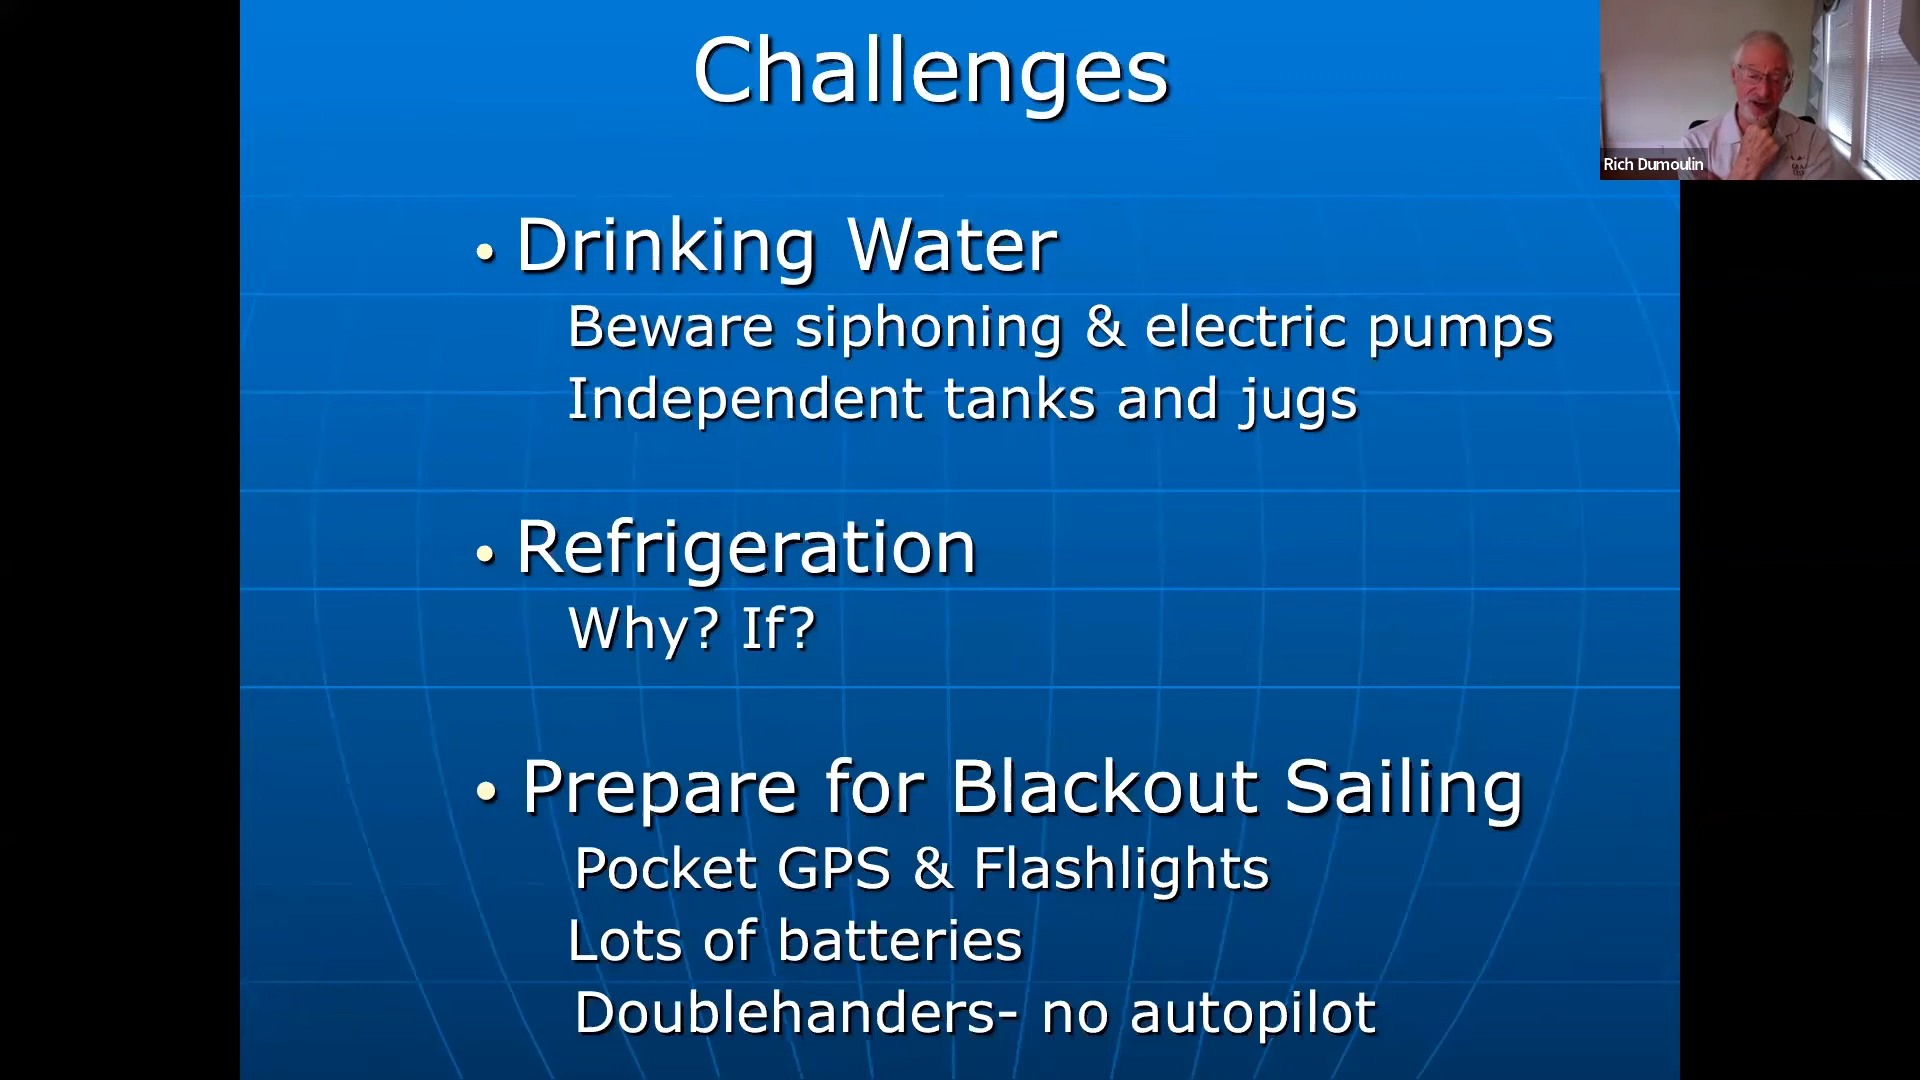 Challenges
Rich Dumoulin
• Drinking Water
Beware siphoning & electric pumps
Independent tanks and jugs
• Refrigeration
Why? If?
• Prepare for Blackout Sailing
Pocket GPS & Flashlights
Lots of batteries
Doublehanders- no autopilot